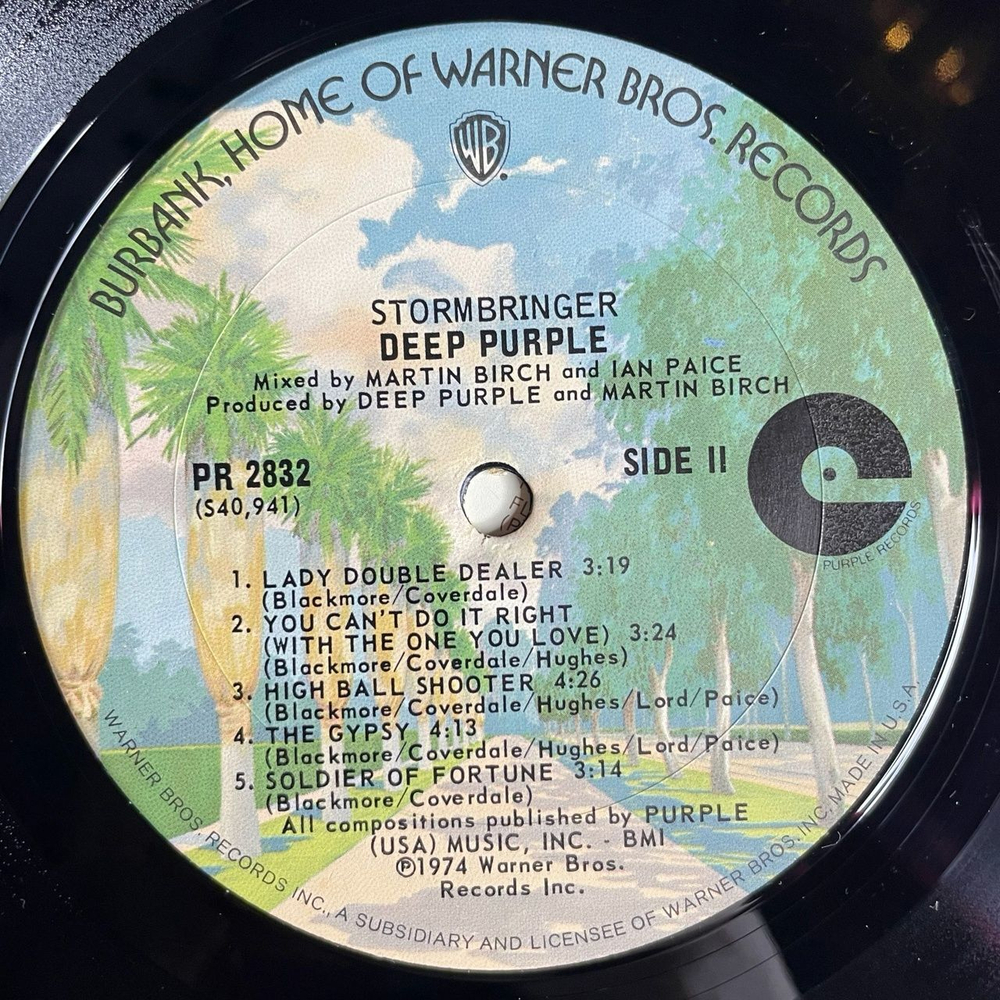 BURBANK, HOME OF WARNER BROS. RECORDS
WB
STORMBRINGER
DEEP PURPLE
Mixed by MARTIN BIRCH and IAN PAICE
Produced by DEEP PURPLE and MARTIN BIRCH
PR 2832
(S40,941)
SIDE II
PURPLE RECORDS
1. LADY DOUBLE DEALER 3:19
(Blackmore/Coverdale)
2. YOU CAN'T DO IT RIGHT
(WITH THE ONE YOU LOVE) 3:24
(Blackmore/Coverdale/Hughes)
3. HIGH BALL SHOOTER 4:26
(Blackmore/Coverdale/Hughes/Lord/Paice)
4. THE GYPSY 4:13
(Blackmore/Coverdale/Hughes/Lord/Paice)
5. SOLDIER OF FORTUNE 3:14
(Blackmore/Coverdale)
All compositions published by PURPLE
(USA) MUSIC, INC. - BMI
℗1974 Warner Bros.
Records Inc.
WARNER BROS. RECORDS INC., A SUBSIDIARY AND LICENSEE OF WARNER BROS. INC. MADE IN U.S.A.